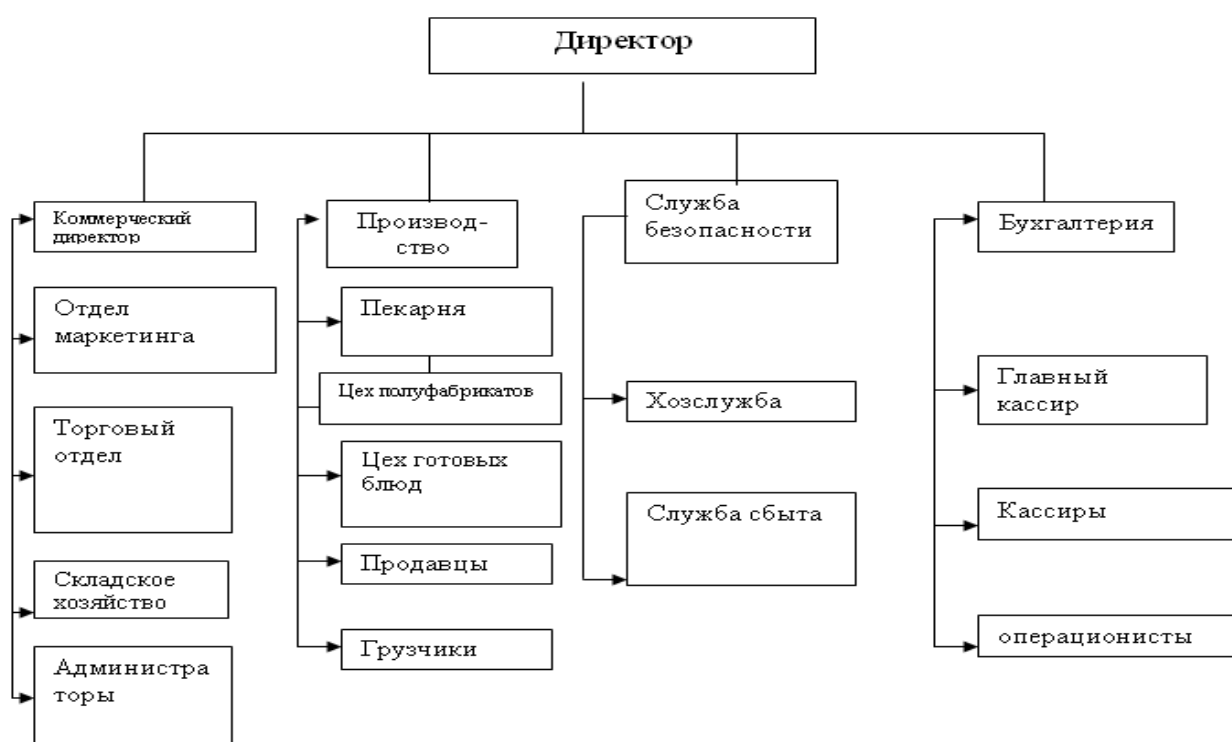 Директор
Коммерческий
директор
Отдел
маркетинга
Торговый
отдел
Складское
хозяйство
Администра
торы
Производ-
ство
Пекарня
Цех полуфабрикатов
Цех готовых
блюд
Продавцы
Грузчики
Служба
безопасности
Хозслужба
Служба сбыта
Бухгалтерия
Главный
кассир
Кассиры
операционисты